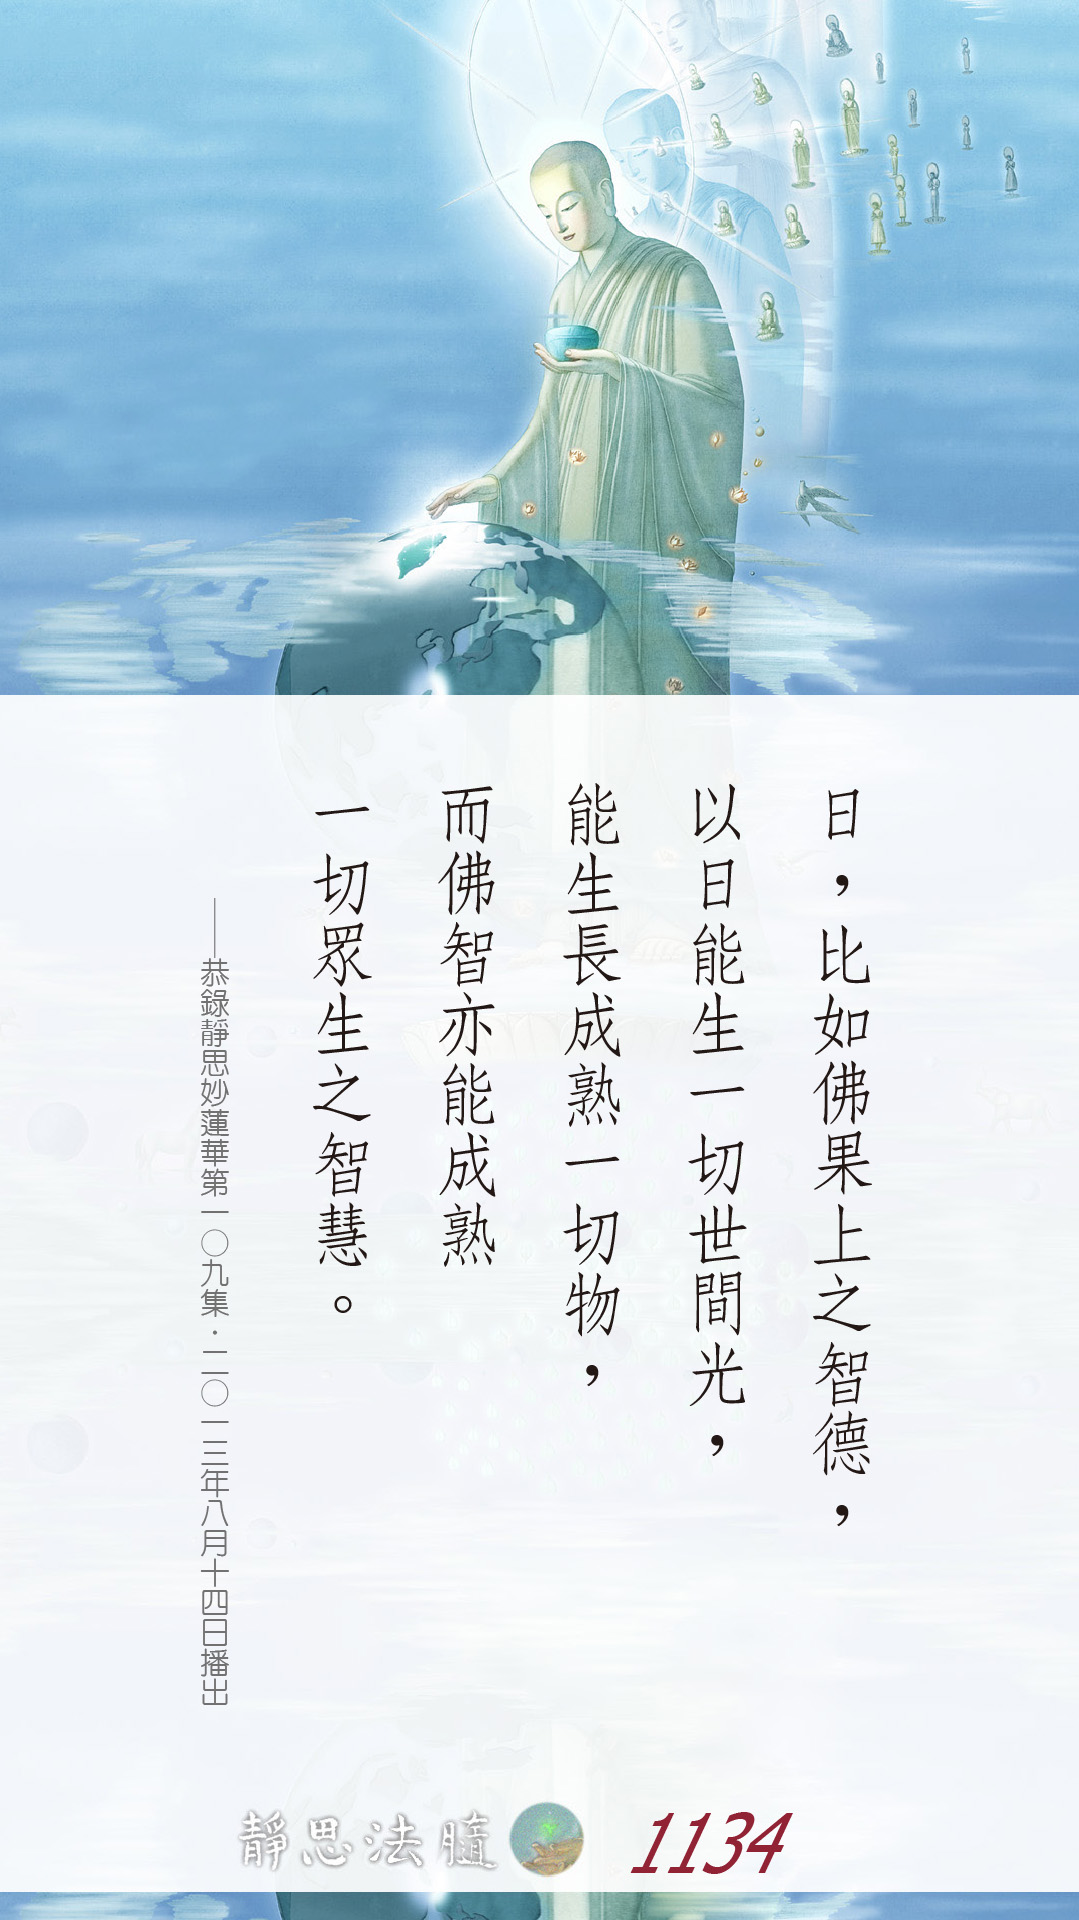 日，比如佛果上之智德，
以日能生一切世間光，
能生長成熟一切物，
而佛智亦能成熟
一切眾生之智慧。
——恭錄靜思妙蓮華第一〇九集·二〇一三年八月十四日播出
靜思法髓
1134